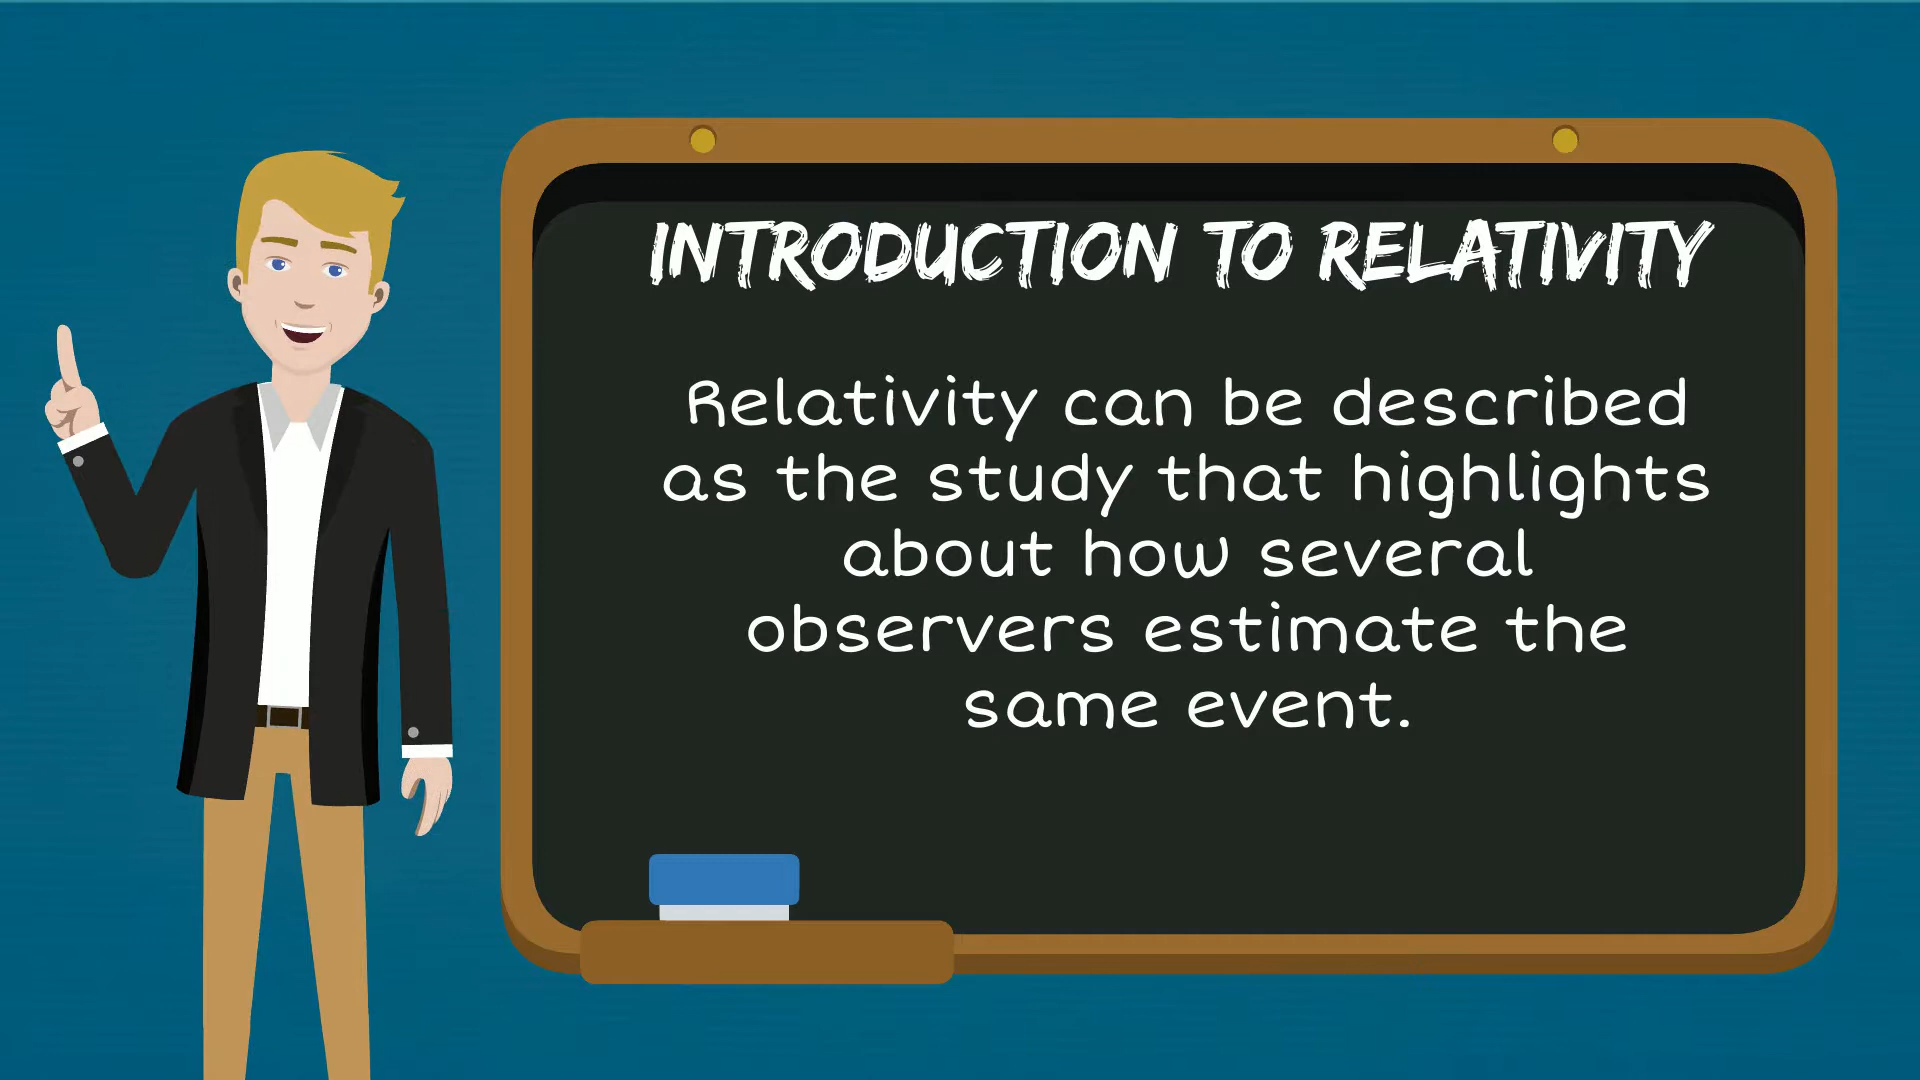 INTRODUCTION TO RELATIVITY
Relativity can be described
as the study that highlights
about how several
observers estimate the
same event.